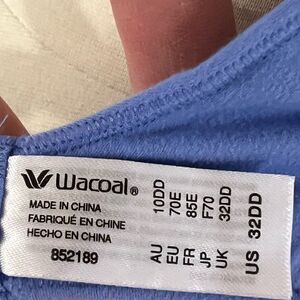 Wacoal®
MADE IN CHINA
FABRIQUÉ EN CHINE
HECHO EN CHINA
852189
AU 10DD
EU 70E
FR 85E
JP F70
UK 32DD
US 32DD